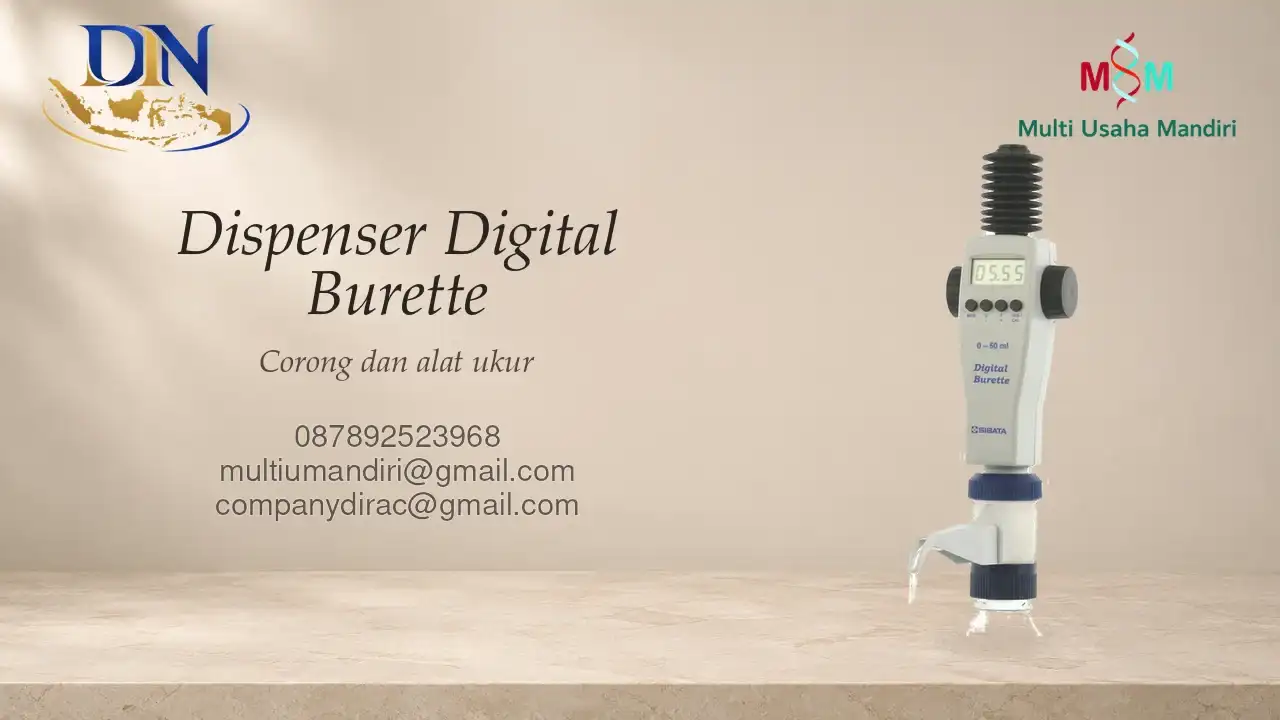 DIN
MSM
Multi Usaha Mandiri
Dispenser Digital
Burette
Corong dan alat ukur
087892523968
multiumandiri@gmail.com
companydirac@gmail.com
05.55
0 – 50 ml
Digital
Burette
SIBATA